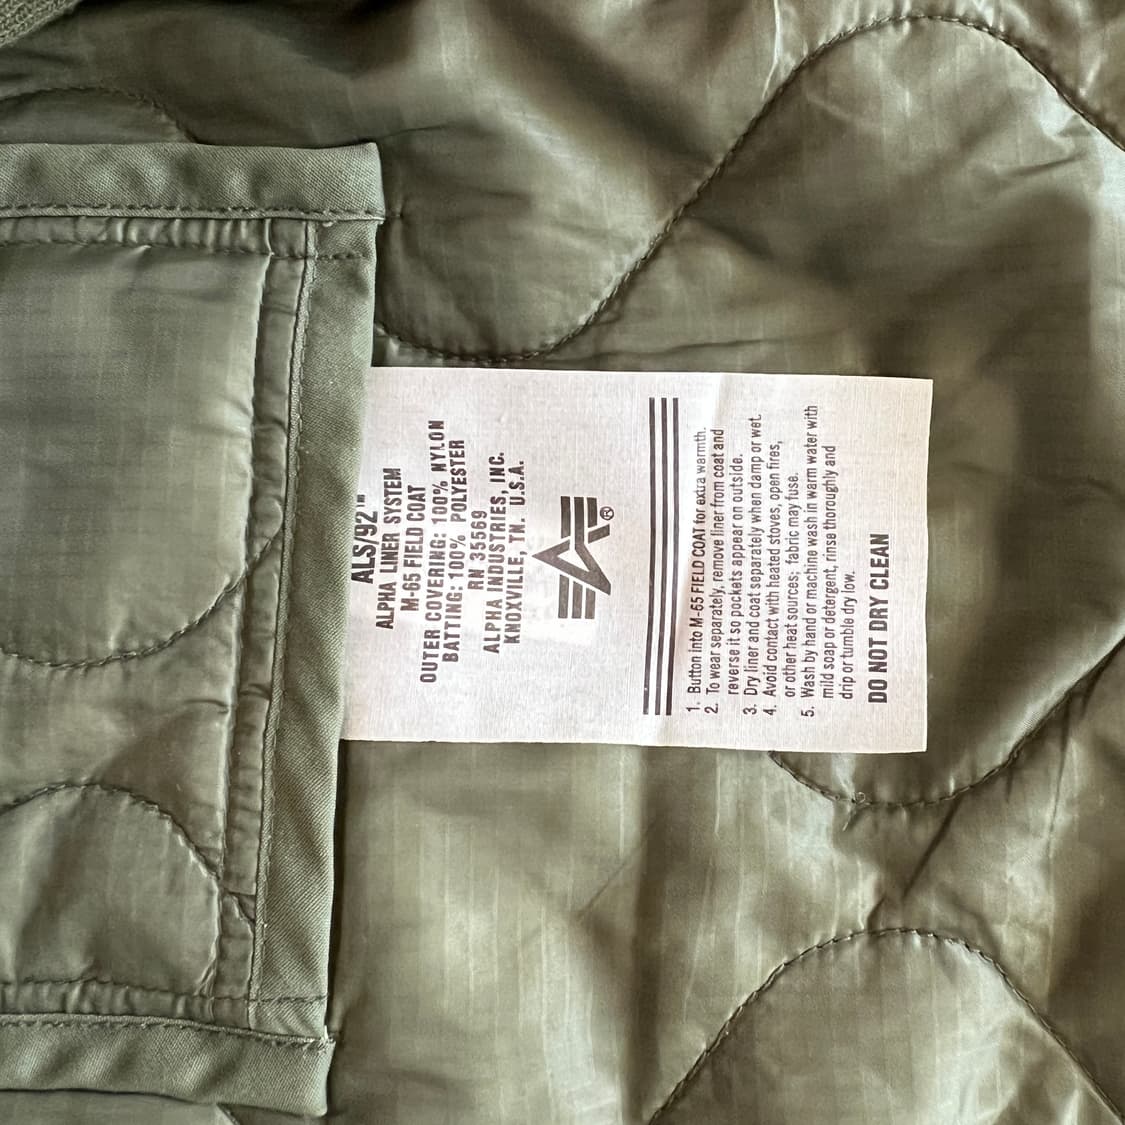 ALS/92™
ALPHA LINER SYSTEM
M-65 FIELD COAT
OUTER COVERING: 100% NYLON
BATTING: 100% POLYESTER
RN 35569
ALPHA INDUSTRIES, INC.
KNOXVILLE, TN. U.S.A.
®
1. Button into M-65 FIELD COAT for extra warmth.
2. To wear separately, remove liner from coat and
reverse it so pockets appear on outside.
3. Dry liner and coat separately when damp or wet.
4. Avoid contact with heated stoves, open fires,
or other heat sources; fabric may fuse.
5. Wash by hand or machine wash in warm water with
mild soap or detergent, rinse thoroughly and
drip or tumble dry low.
DO NOT DRY CLEAN